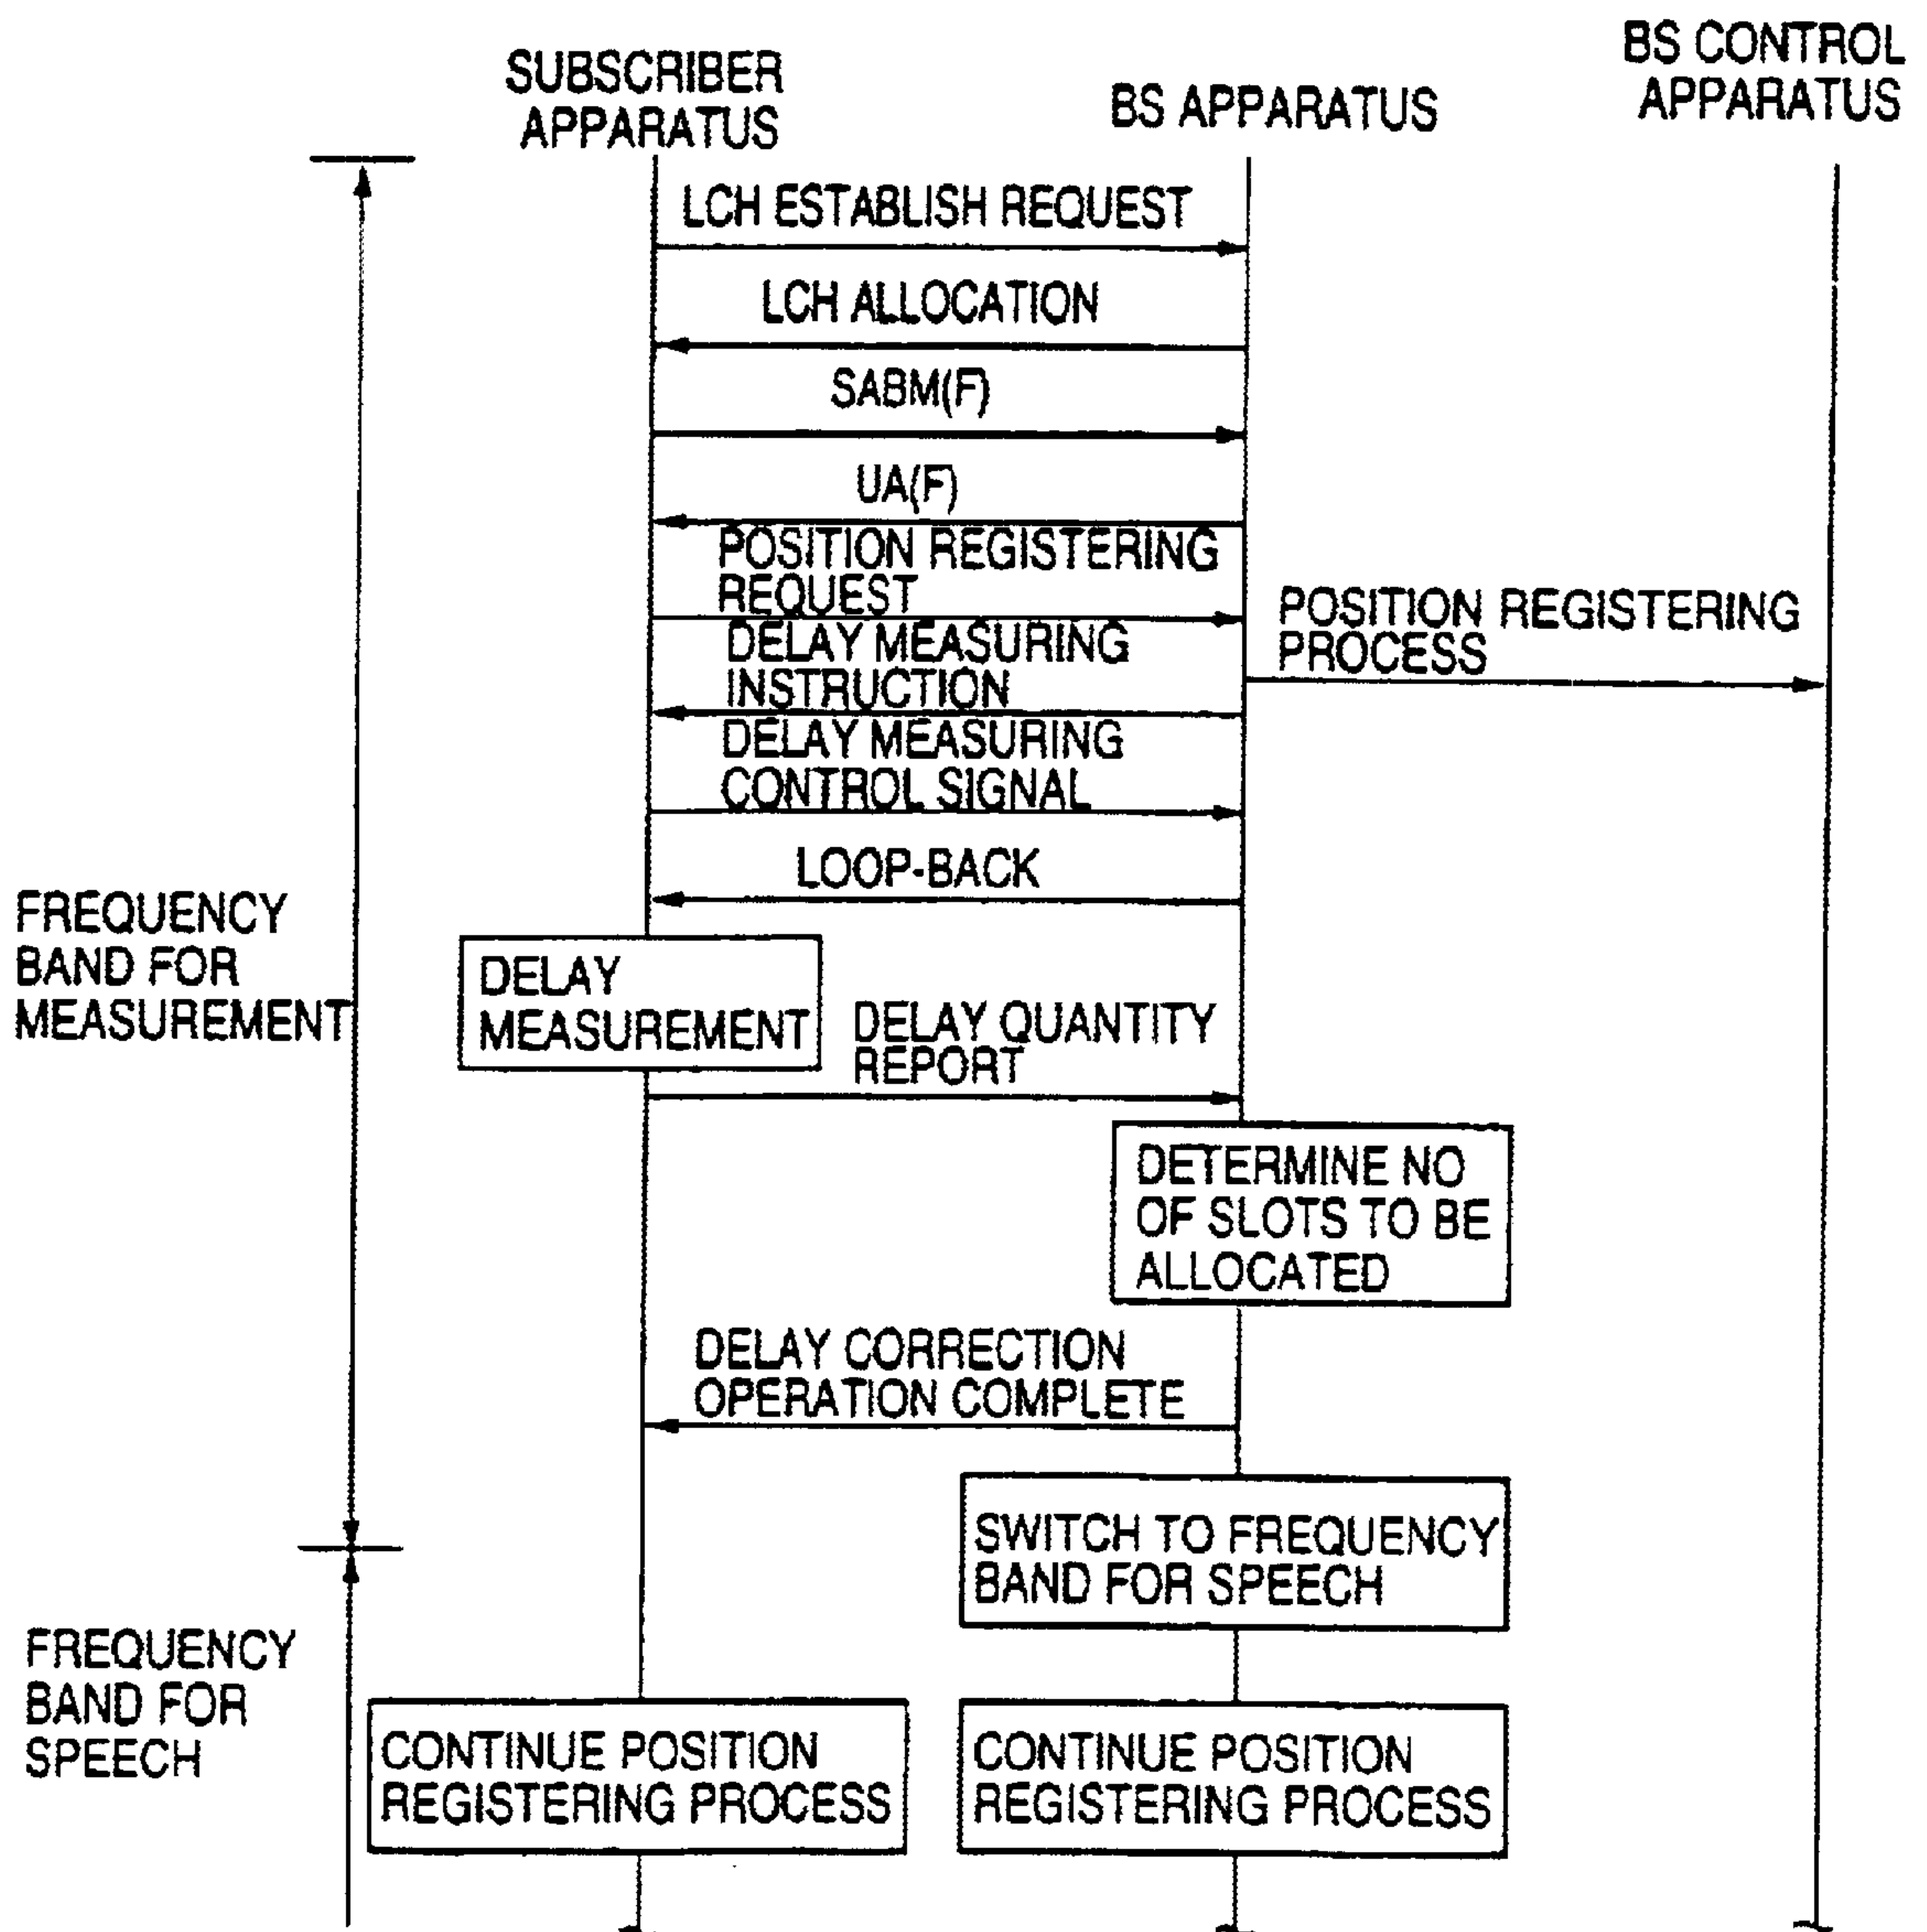 SUBSCRIBER
APPARATUS
BS APPARATUS
BS CONTROL
APPARATUS
LCH ESTABLISH REQUEST
LCH ALLOCATION
SABM(F)
UA(F)
POSITION REGISTERING
REQUEST
POSITION REGISTERING
PROCESS
DELAY MEASURING
INSTRUCTION
DELAY MEASURING
CONTROL SIGNAL
LOOP-BACK
FREQUENCY
BAND FOR
MEASUREMENT
DELAY
MEASUREMENT
DELAY QUANTITY
REPORT
DETERMINE NO
OF SLOTS TO BE
ALLOCATED
DELAY CORRECTION
OPERATION COMPLETE
SWITCH TO FREQUENCY
BAND FOR SPEECH
FREQUENCY
BAND FOR
SPEECH
CONTINUE POSITION
REGISTERING PROCESS
CONTINUE POSITION
REGISTERING PROCESS